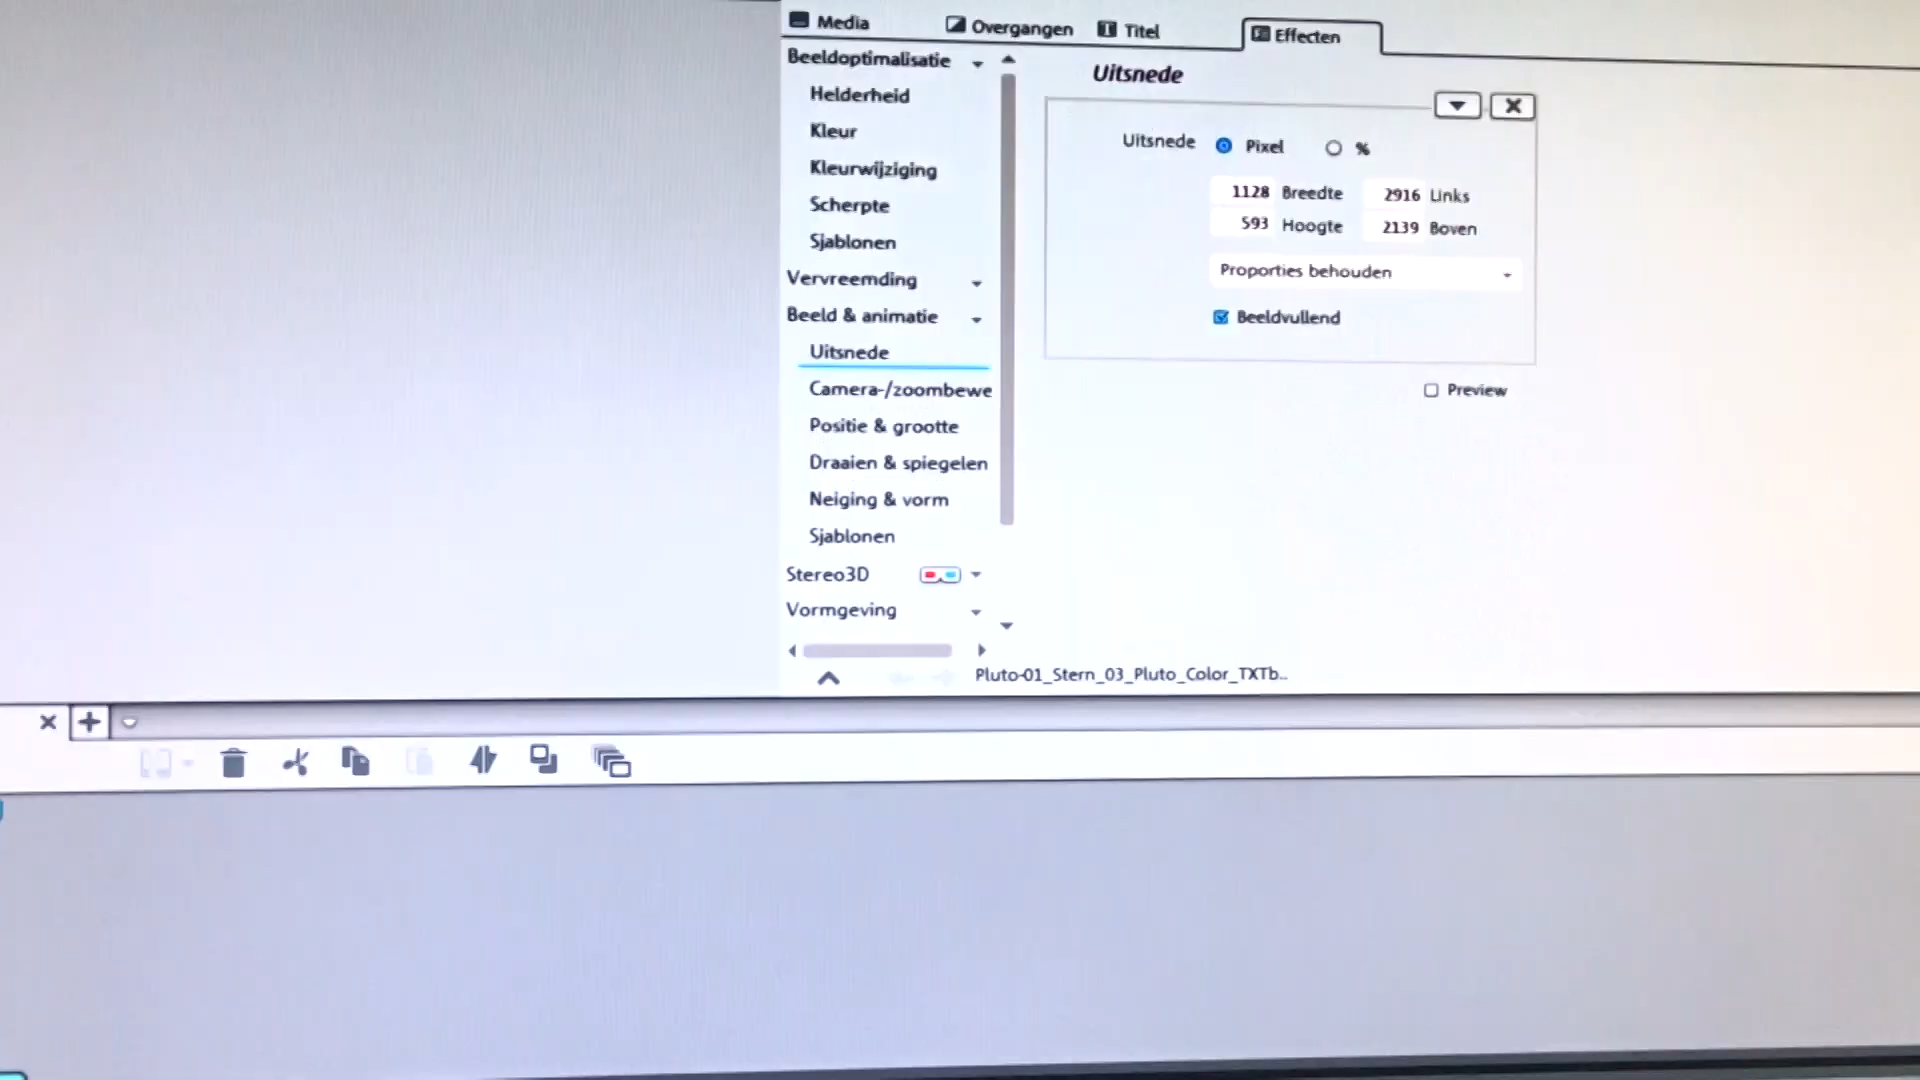 Media
Overgangen
Titel
Effecten
Beeldoptimalisatie
Helderheid
Kleur
Kleurwijziging
Scherpte
Sjablonen
Vervreemding
Beeld & animatie
Uitsnede
Camera-/zoombewe
Positie & grootte
Draaien & spiegelen
Neiging & vorm
Sjablonen
Stereo3D
Vormgeving
Uitsnede
Uitsnede Pixel %
1128 Breedte 2916 Links
593 Hoogte 2139 Boven
Proporties behouden
Beeldvullend
Preview
Pluto-01_Stern_03_Pluto_Color_TXTb...